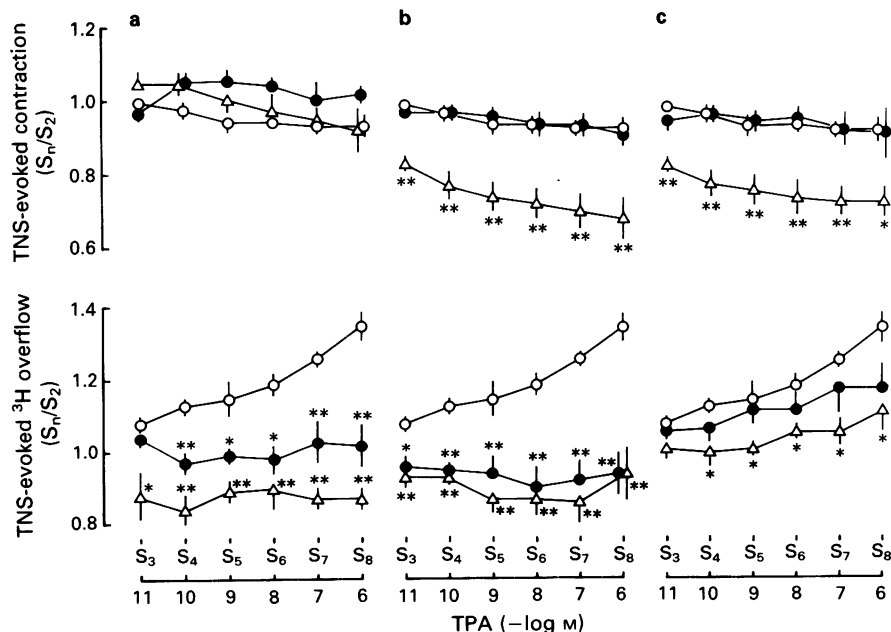 a b c
TNS-evoked contraction
(Sₙ/S₂)
1.2
1.0
0.8
0.6
** ** ** ** ** **
** ** ** ** ** *
TNS-evoked ³H overflow
(Sₙ/S₂)
1.4
1.2
1.0
0.8
** * * ** **
* ** ** ** ** **
* ** ** ** ** **
** ** ** ** ** **
* * * * *
S₃ S₄ S₅ S₆ S₇ S₈ S₃ S₄ S₅ S₆ S₇ S₈ S₃ S₄ S₅ S₆ S₇ S₈
11 10 9 8 7 6 11 10 9 8 7 6 11 10 9 8 7 6
TPA (−log M)